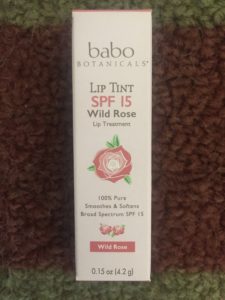 babo
BOTANICALS®
LIP TINT
SPF 15
Wild Rose
Lip Treatment
100% Pure
Smoothes & Softens
Broad Spectrum SPF 15
Wild Rose
0.15 oz (4.2 g)